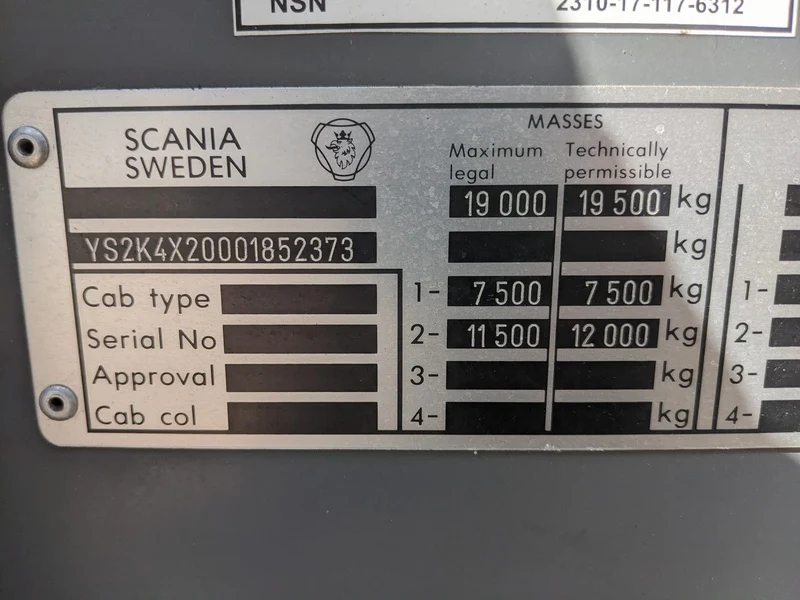 NSN 2310-17-117-6312
SCANIA
SWEDEN
MASSES
Maximum legal
Technically permissible
19 000 19 500 kg
YS2K4X20001852373 kg
Cab type 1- 7 500 7 500 kg 1-
Serial No 2- 11 500 12 000 kg 2-
Approval 3- kg 3-
Cab col 4- kg 4-